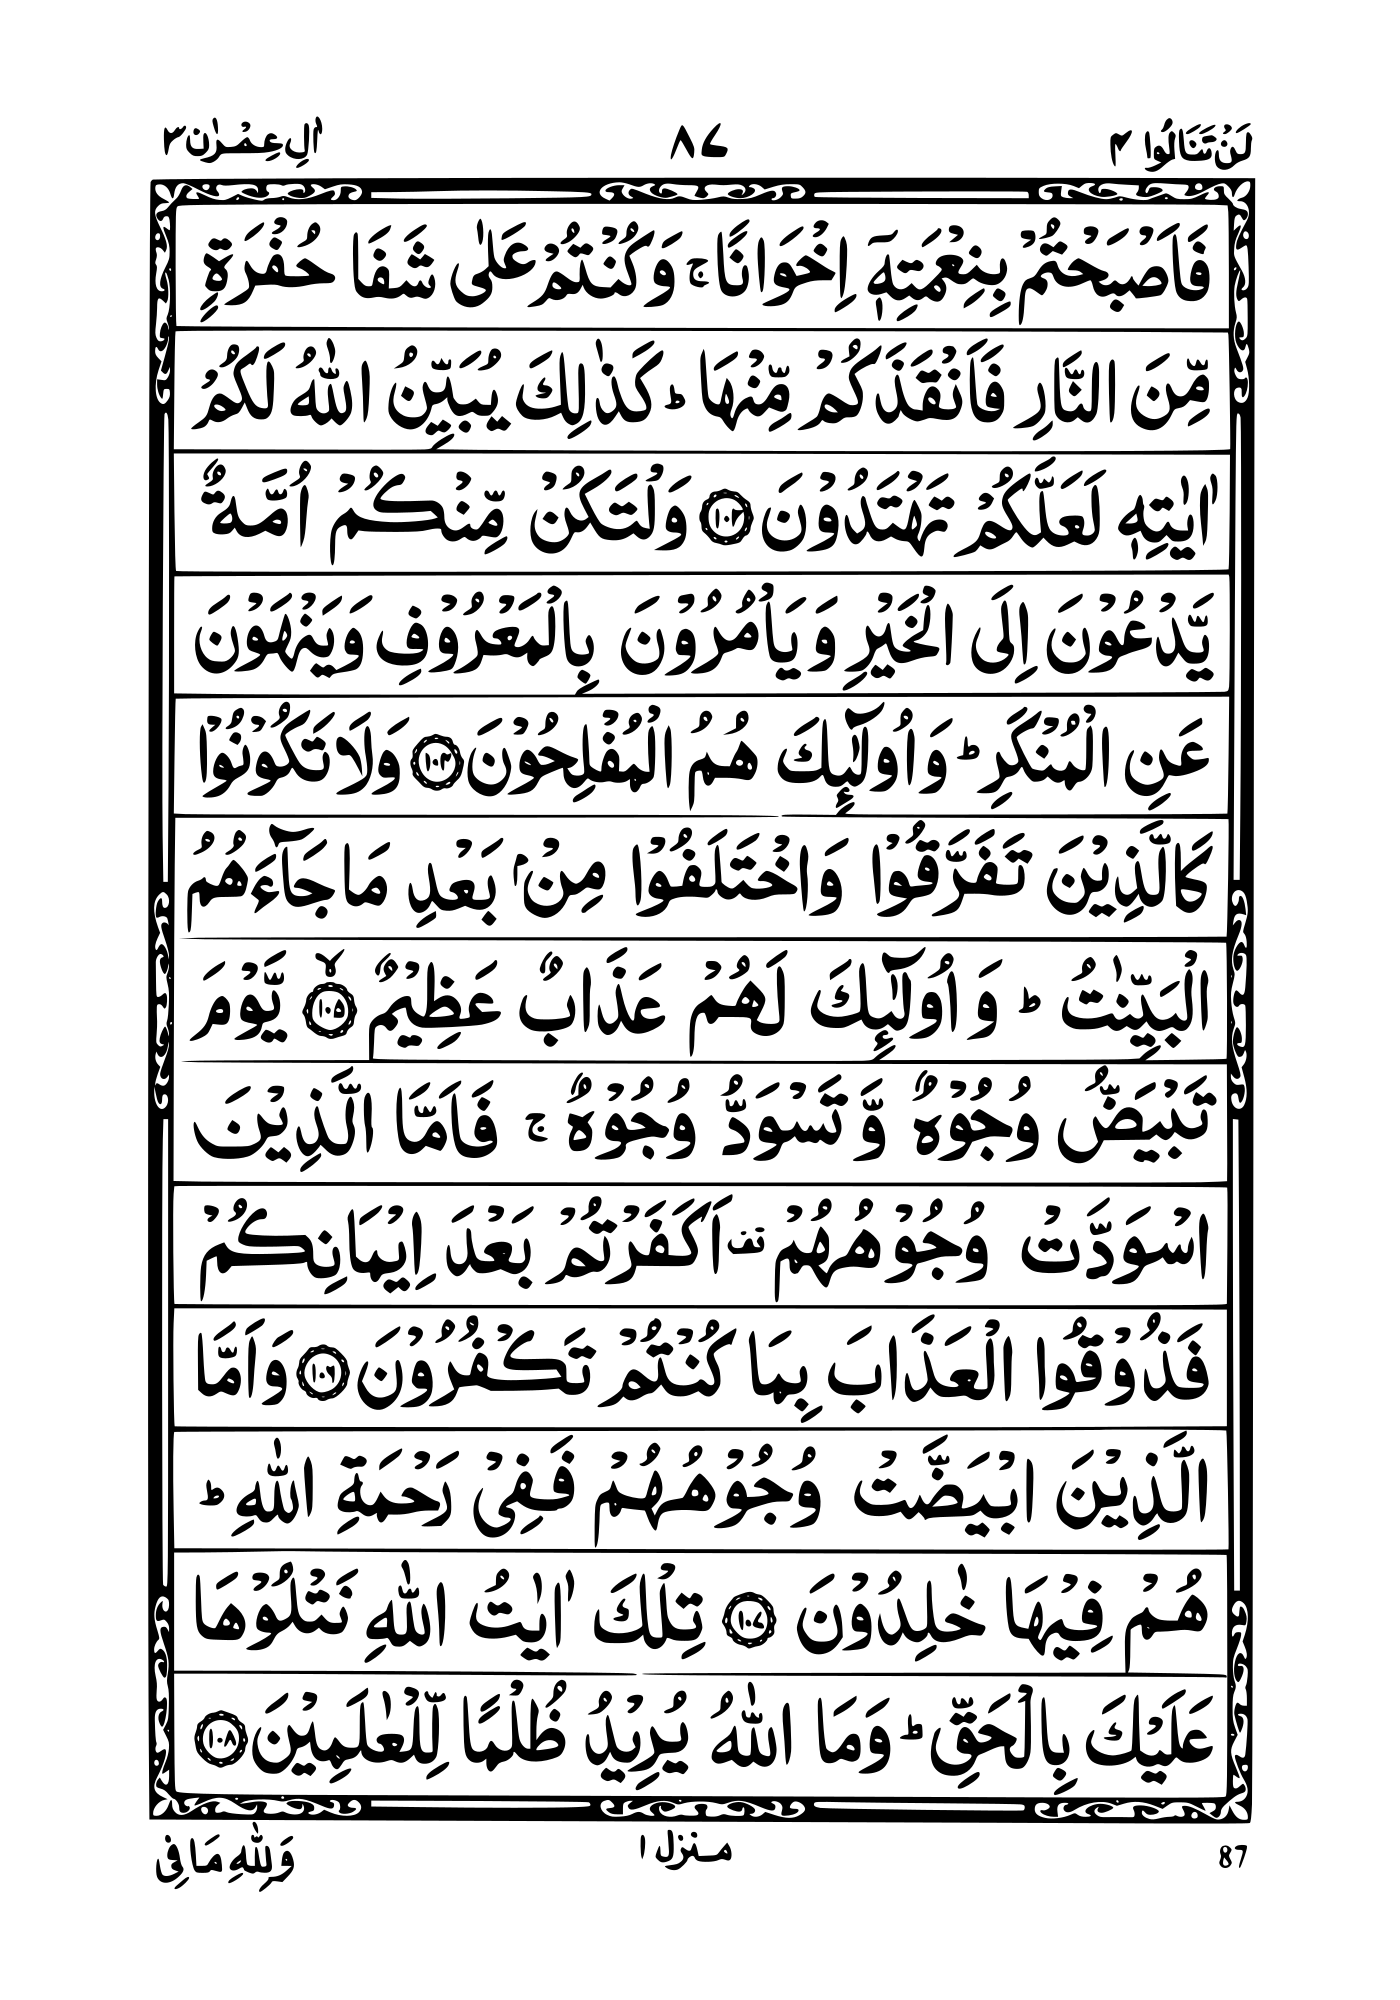 لَنْ تَنَالُوا ۴
۸۷
اٰلِ عِمْرٰن ۳
فَاَصْبَحْتُمْ بِنِعْمَتِهٖۤ اِخْوَانًا ۚ وَكُنْتُمْ عَلٰى شَفَا حُفْرَةٍ
مِّنَ النَّارِ فَاَنْقَذَكُمْ مِّنْهَا ؕ كَذٰلِكَ يُبَيِّنُ اللّٰهُ لَكُمْ
اٰيٰتِهٖ لَعَلَّكُمْ تَهْتَدُوْنَ ﴿۱۰۳﴾ وَلْتَكُنْ مِّنْكُمْ اُمَّةٌ
يَّدْعُوْنَ اِلَى الْخَيْرِ وَيَاْمُرُوْنَ بِالْمَعْرُوْفِ وَيَنْهَوْنَ
عَنِ الْمُنْكَرِ ؕ وَاُولٰٓئِكَ هُمُ الْمُفْلِحُوْنَ ﴿۱۰۴﴾ وَلَا تَكُوْنُوْا
كَالَّذِيْنَ تَفَرَّقُوْا وَاخْتَلَفُوْا مِنْۢ بَعْدِ مَا جَآءَهُمُ
الْبَيِّنٰتُ ؕ وَاُولٰٓئِكَ لَهُمْ عَذَابٌ عَظِيْمٌ ﴿۱۰۵﴾ ۙ يَّوْمَ
تَبْيَضُّ وُجُوْهٌ وَّتَسْوَدُّ وُجُوْهٌ ۚ فَاَمَّا الَّذِيْنَ
اسْوَدَّتْ وُجُوْهُهُمْ قف اَكَفَرْتُمْ بَعْدَ اِيْمَانِكُمْ
فَذُوْقُوا الْعَذَابَ بِمَا كُنْتُمْ تَكْفُرُوْنَ ﴿۱۰۶﴾ وَاَمَّا
الَّذِيْنَ ابْيَضَّتْ وُجُوْهُهُمْ فَفِيْ رَحْمَةِ اللّٰهِ ؕ
هُمْ فِيْهَا خٰلِدُوْنَ ﴿۱۰۷﴾ تِلْكَ اٰيٰتُ اللّٰهِ نَتْلُوْهَا
عَلَيْكَ بِالْحَقِّ ؕ وَمَا اللّٰهُ يُرِيْدُ ظُلْمًا لِّلْعٰلَمِيْنَ ﴿۱۰۸﴾
87
منزل ۱
وَلِلّٰهِ مَا فِى